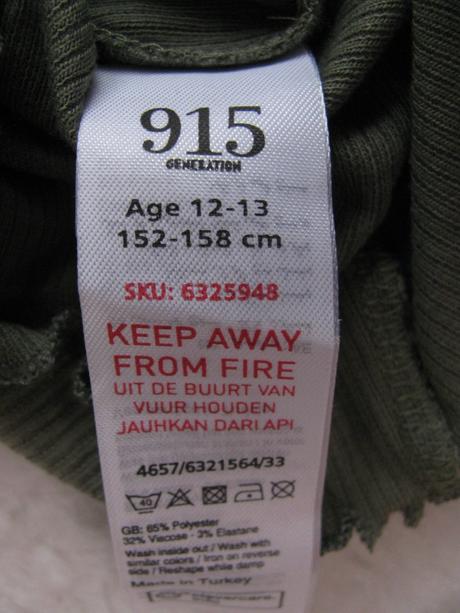 915
GENERATION
Age 12-13
152-158 cm
SKU: 6325948
KEEP AWAY
FROM FIRE
UIT DE BUURT VAN
VUUR HOUDEN
JAUHKAN DARI API
4657/6321564/33
40
GB: 65% Polyester
32% Viscose · 3% Elastane
Wash inside out / Wash with
similar colors / Iron on reverse
side / Reshape while damp
Made in Turkey
clevercare